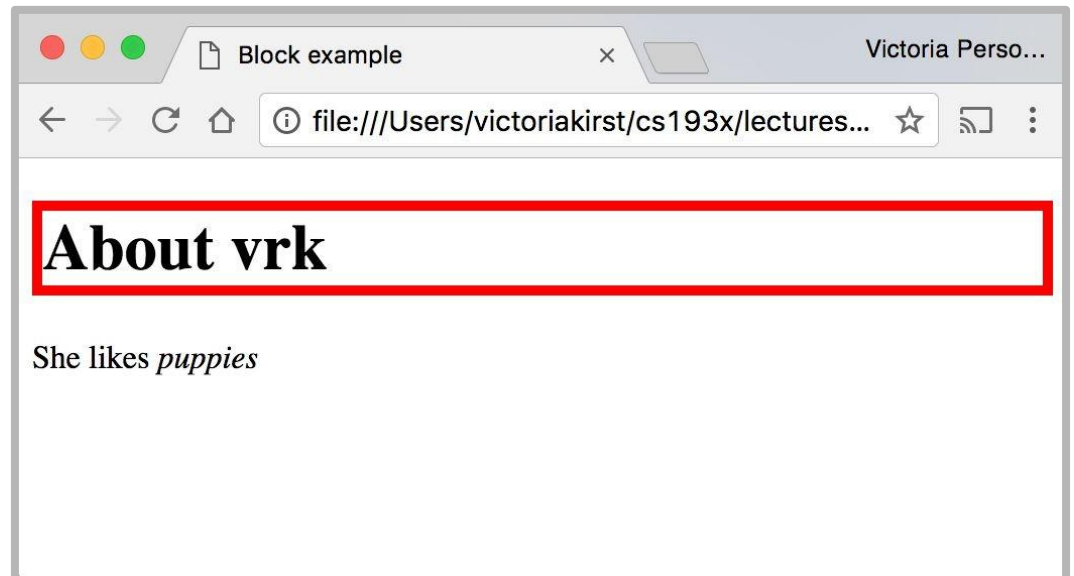 Block example
Victoria Perso...
file:///Users/victoriakirst/cs193x/lectures...
About vrk
She likes puppies